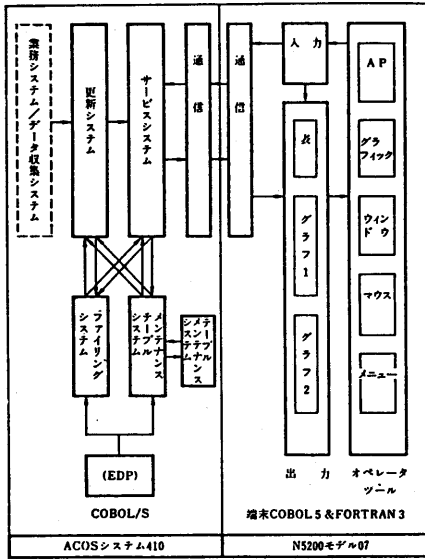 業務システム/データ収集システム
更新システム
サービスシステム
通信
通信
入力
表
グラフ1
グラフ2
出力
AP
グラ
フィック
ウィン
ドウ
マウス
メニュー
オペレータ
ツール
ファイリング
システム
メンテナンス
テーブル
システム
テーブル
メンテナンス
システム
(EDP)
COBOL/S
端末COBOL5&FORTRAN3
ACOSシステム410
N5200モデル07